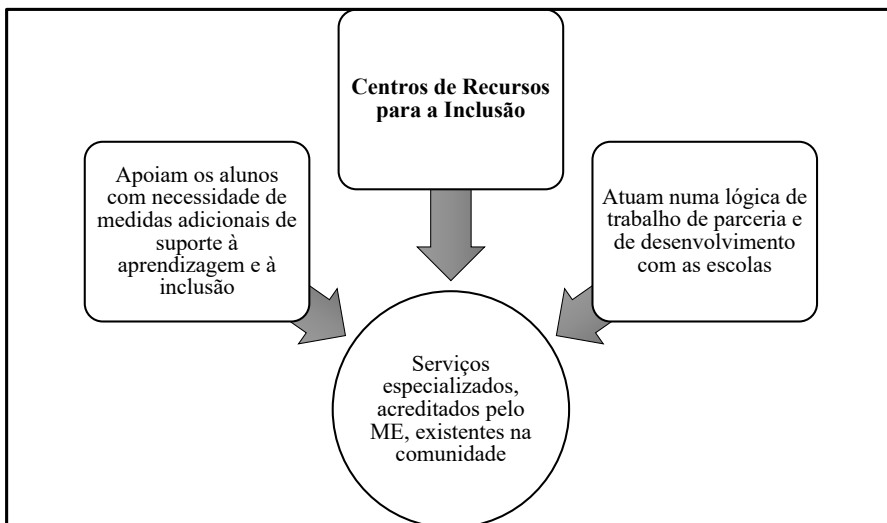 Centros de Recursos
para a Inclusão
Apoiam os alunos
com necessidade de
medidas adicionais de
suporte à
aprendizagem e à
inclusão
Atuam numa lógica de
trabalho de parceria e
de desenvolvimento
com as escolas
Serviços
especializados,
acreditados pelo
ME, existentes na
comunidade